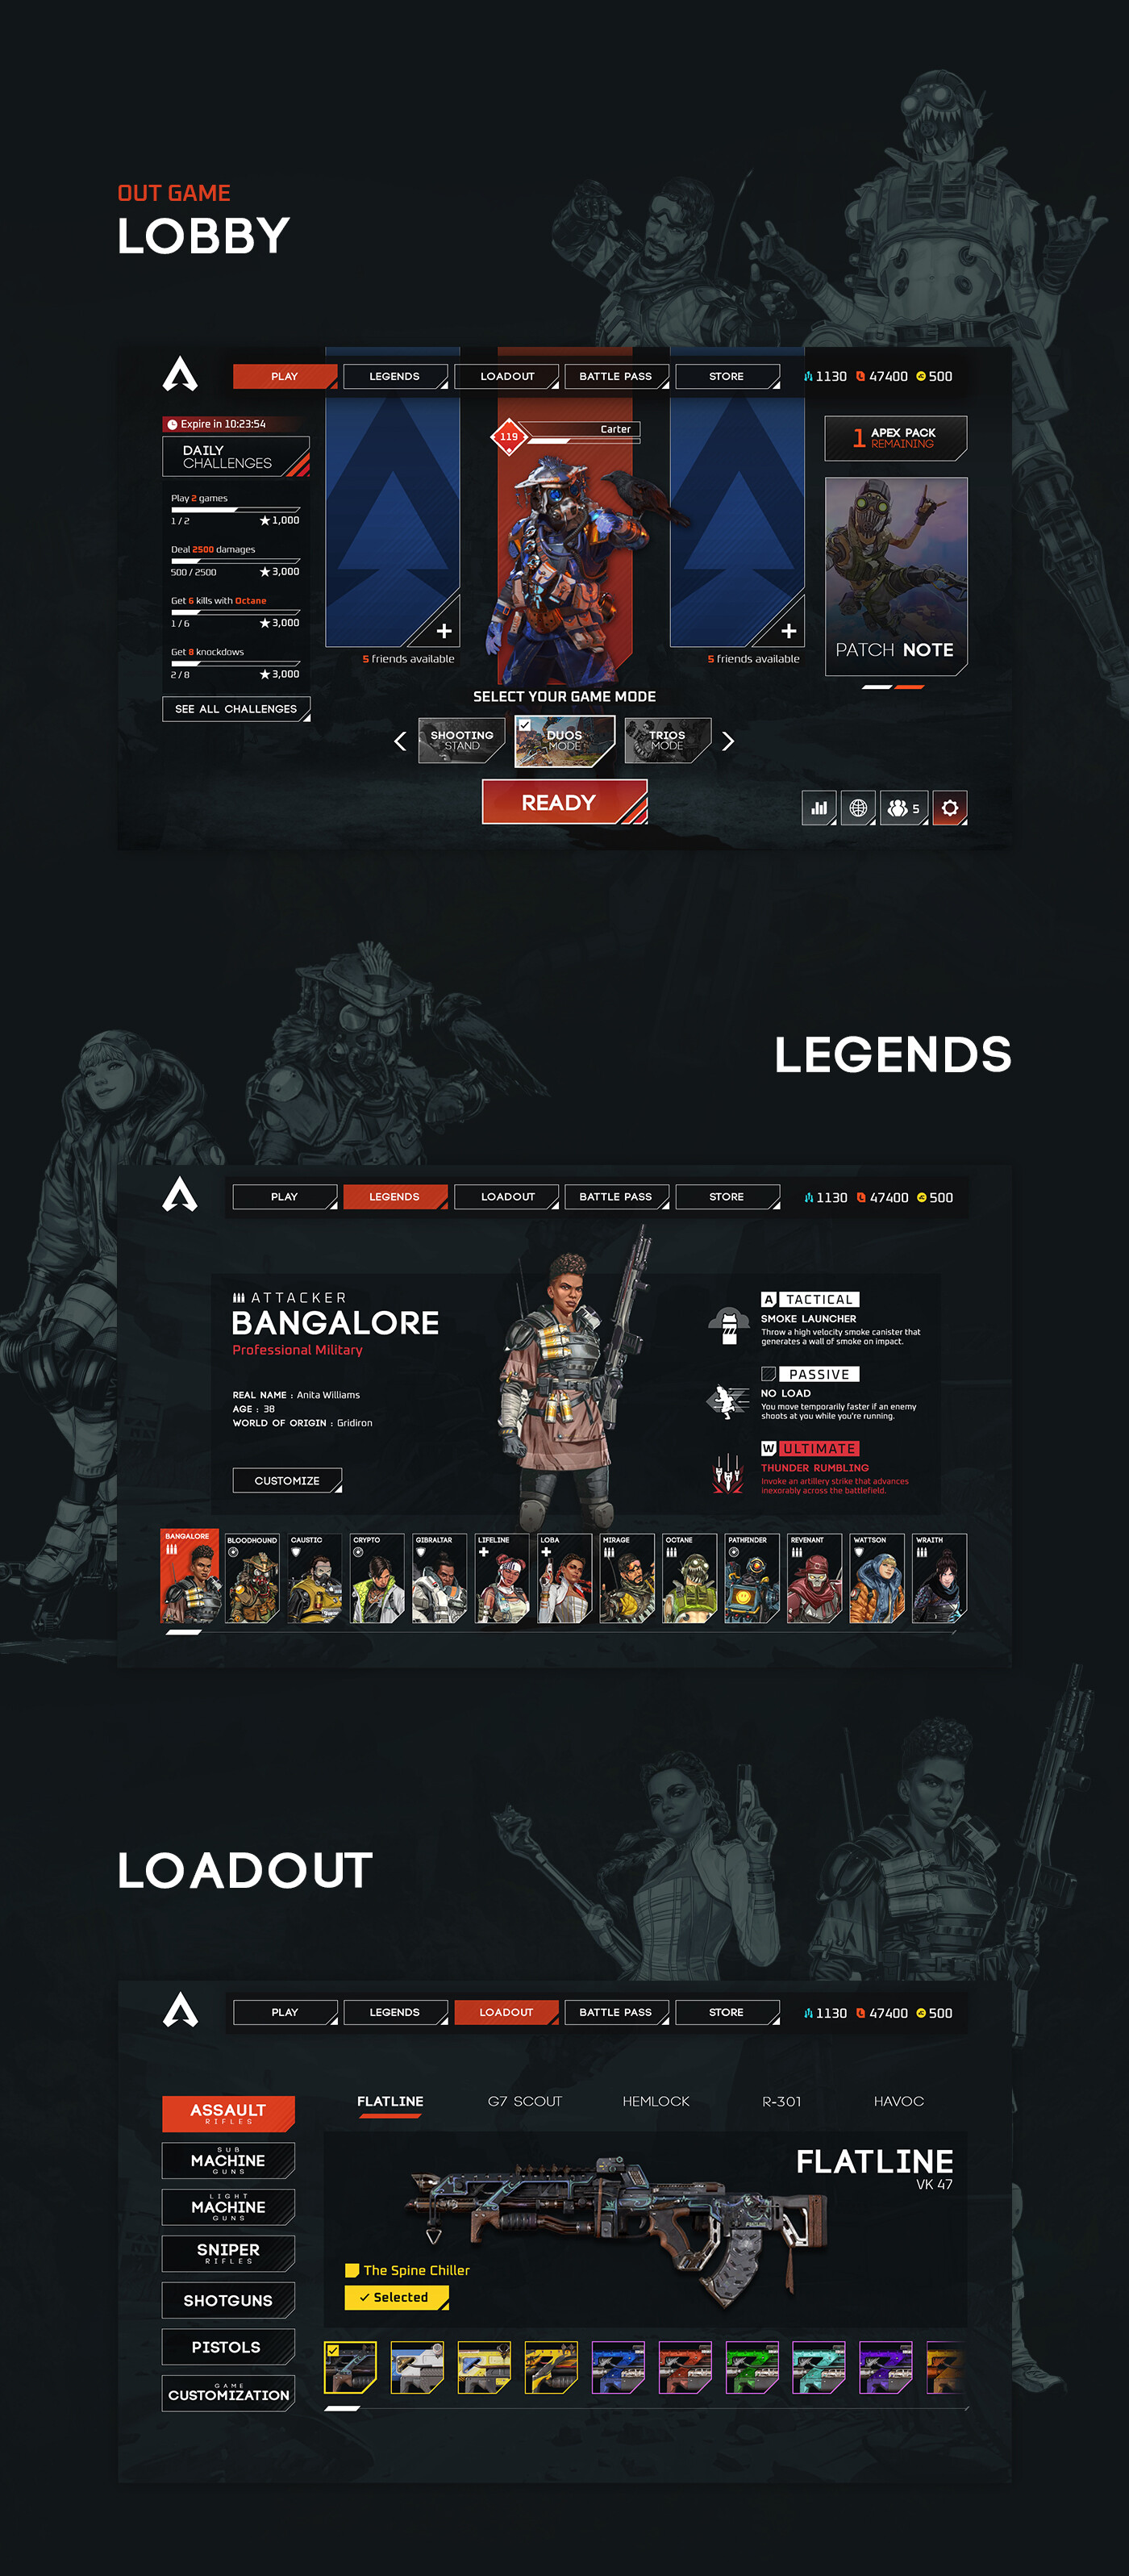 OUT GAME
LOBBY
PLAY
LEGENDS
LOADOUT
BATTLE PASS
STORE
1130
47400
500
Expire in 10:23:54
DAILY
CHALLENGES
Play 2 games
1 / 2
1,000
Deal 2500 damages
500 / 2500
3,000
Get 6 kills with Octane
1 / 6
3,000
Get 8 knockdows
2 / 8
3,000
SEE ALL CHALLENGES
5 friends available
119
Carter
5 friends available
1 APEX PACK
REMAINING
PATCH NOTE
SELECT YOUR GAME MODE
SHOOTING
STAND
DUOS
MODE
TRIOS
MODE
READY
5
LEGENDS
PLAY
LEGENDS
LOADOUT
BATTLE PASS
STORE
1130
47400
500
ATTACKER
BANGALORE
Professional Military
REAL NAME : Anita Williams
AGE : 38
WORLD OF ORIGIN : Gridiron
CUSTOMIZE
A TACTICAL
SMOKE LAUNCHER
Throw a high velocity smoke canister that
generates a wall of smoke on impact.
PASSIVE
NO LOAD
You move temporarily faster if an enemy
shoots at you while you're running.
W ULTIMATE
THUNDER RUMBLING
Invoke an artillery strike that advances
inexorably across the battlefield.
BANGALORE
BLOODHOUND
CAUSTIC
CRYPTO
GIBRALTAR
LIFELINE
LOBA
MIRAGE
OCTANE
PATHFINDER
REVENANT
WATTSON
WRAITH
LOADOUT
PLAY
LEGENDS
LOADOUT
BATTLE PASS
STORE
1130
47400
500
ASSAULT
RIFLES
SUB
MACHINE
GUNS
LIGHT
MACHINE
GUNS
SNIPER
RIFLES
SHOTGUNS
PISTOLS
GAME
CUSTOMIZATION
FLATLINE
G7 SCOUT
HEMLOCK
R-301
HAVOC
FLATLINE
VK 47
The Spine Chiller
Selected